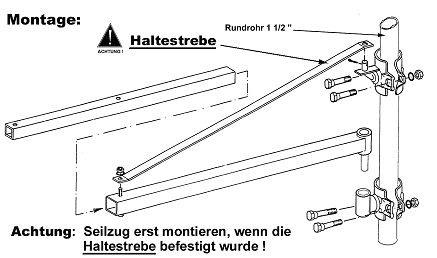 Montage:
Rundrohr 1 1/2 "
Haltestrebe
ACHTUNG !
Achtung: Seilzug erst montieren, wenn die
Haltestrebe befestigt wurde !